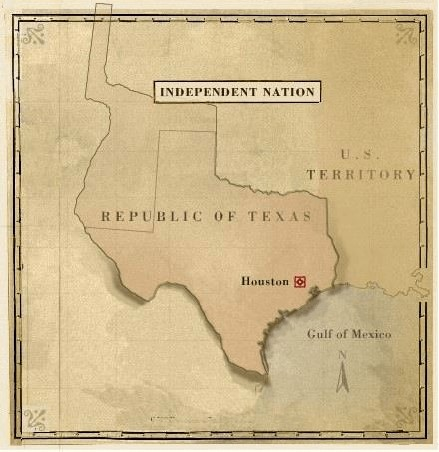 INDEPENDENT NATION
U.S.
TERRITORY
REPUBLIC OF TEXAS
Houston
Gulf of Mexico
N